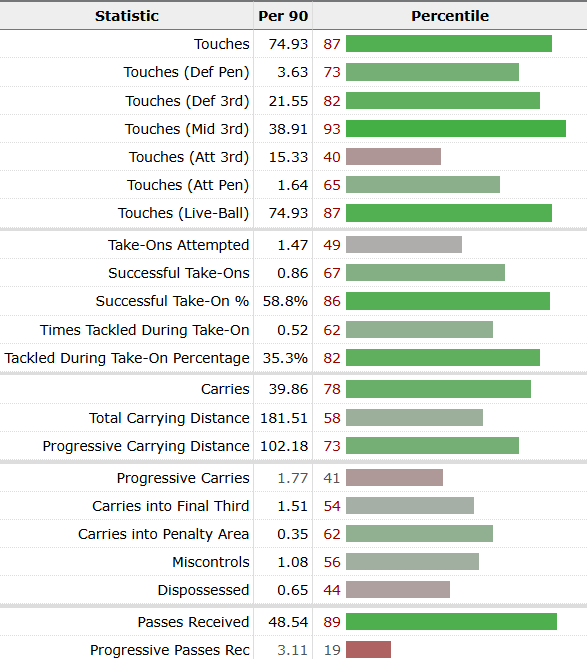 Statistic Per 90 Percentile
Touches 74.93 87
Touches (Def Pen) 3.63 73
Touches (Def 3rd) 21.55 82
Touches (Mid 3rd) 38.91 93
Touches (Att 3rd) 15.33 40
Touches (Att Pen) 1.64 65
Touches (Live-Ball) 74.93 87
Take-Ons Attempted 1.47 49
Successful Take-Ons 0.86 67
Successful Take-On % 58.8% 86
Times Tackled During Take-On 0.52 62
Tackled During Take-On Percentage 35.3% 82
Carries 39.86 78
Total Carrying Distance 181.51 58
Progressive Carrying Distance 102.18 73
Progressive Carries 1.77 41
Carries into Final Third 1.51 54
Carries into Penalty Area 0.35 62
Miscontrols 1.08 56
Dispossessed 0.65 44
Passes Received 48.54 89
Progressive Passes Rec 3.11 19